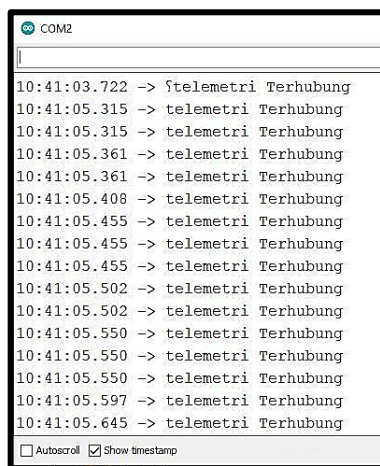 COM2
10:41:03.722 -> ⸮telemetri Terhubung
10:41:05.315 -> telemetri Terhubung
10:41:05.315 -> telemetri Terhubung
10:41:05.361 -> telemetri Terhubung
10:41:05.361 -> telemetri Terhubung
10:41:05.408 -> telemetri Terhubung
10:41:05.455 -> telemetri Terhubung
10:41:05.455 -> telemetri Terhubung
10:41:05.455 -> telemetri Terhubung
10:41:05.502 -> telemetri Terhubung
10:41:05.502 -> telemetri Terhubung
10:41:05.550 -> telemetri Terhubung
10:41:05.550 -> telemetri Terhubung
10:41:05.550 -> telemetri Terhubung
10:41:05.597 -> telemetri Terhubung
10:41:05.645 -> telemetri Terhubung
Autoscroll Show timestamp